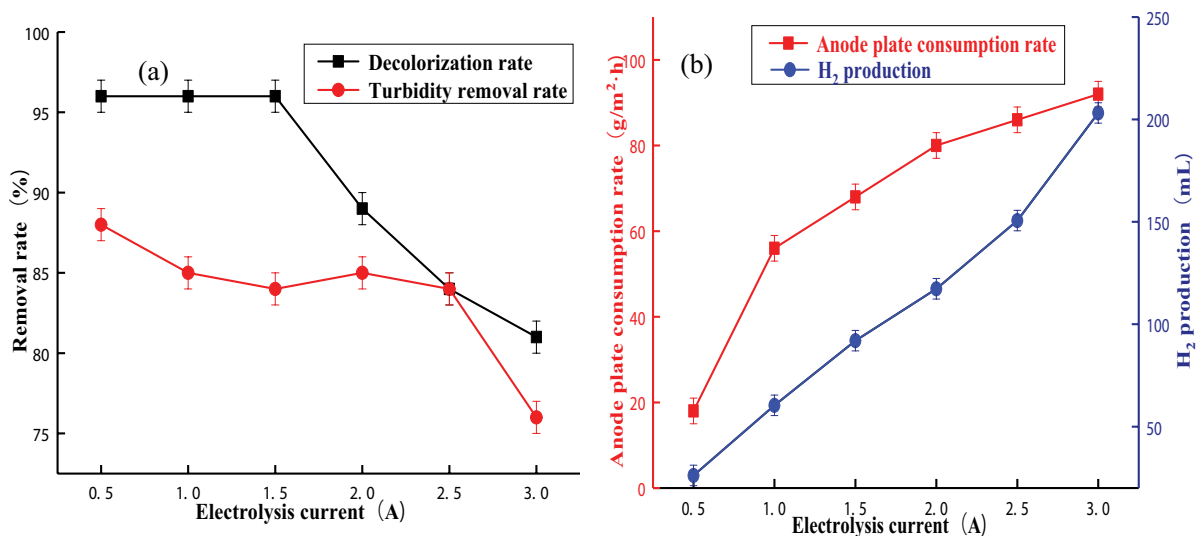 (a)
Decolorization rate
Turbidity removal rate
Removal rate (%)
100
95
90
85
80
75
0.5 1.0 1.5 2.0 2.5 3.0
Electrolysis current (A)
(b)
Anode plate consumption rate
H₂ production
Anode plate consumption rate (g/m²·h)
100
80
60
40
20
0
0.5 1.0 1.5 2.0 2.5 3.0
Electrolysis current (A)
250
200
150
100
50
H₂ production (mL)